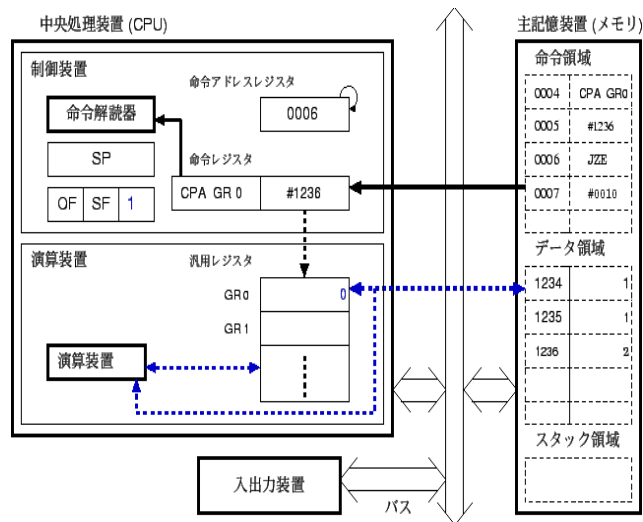 中央処理装置 (CPU)
制御装置
命令解読器
SP
OF SF 1
命令アドレスレジスタ
0006
命令レジスタ
CPA GR 0 #1236
演算装置
汎用レジスタ
GR0 0
GR 1
演算装置
入出力装置
バス
主記憶装置 (メモリ)
命令領域
0004 CPA GR0
0005 #1236
0006 JZE
0007 #0010
データ領域
1234 1
1235 1
1236 2
スタック領域